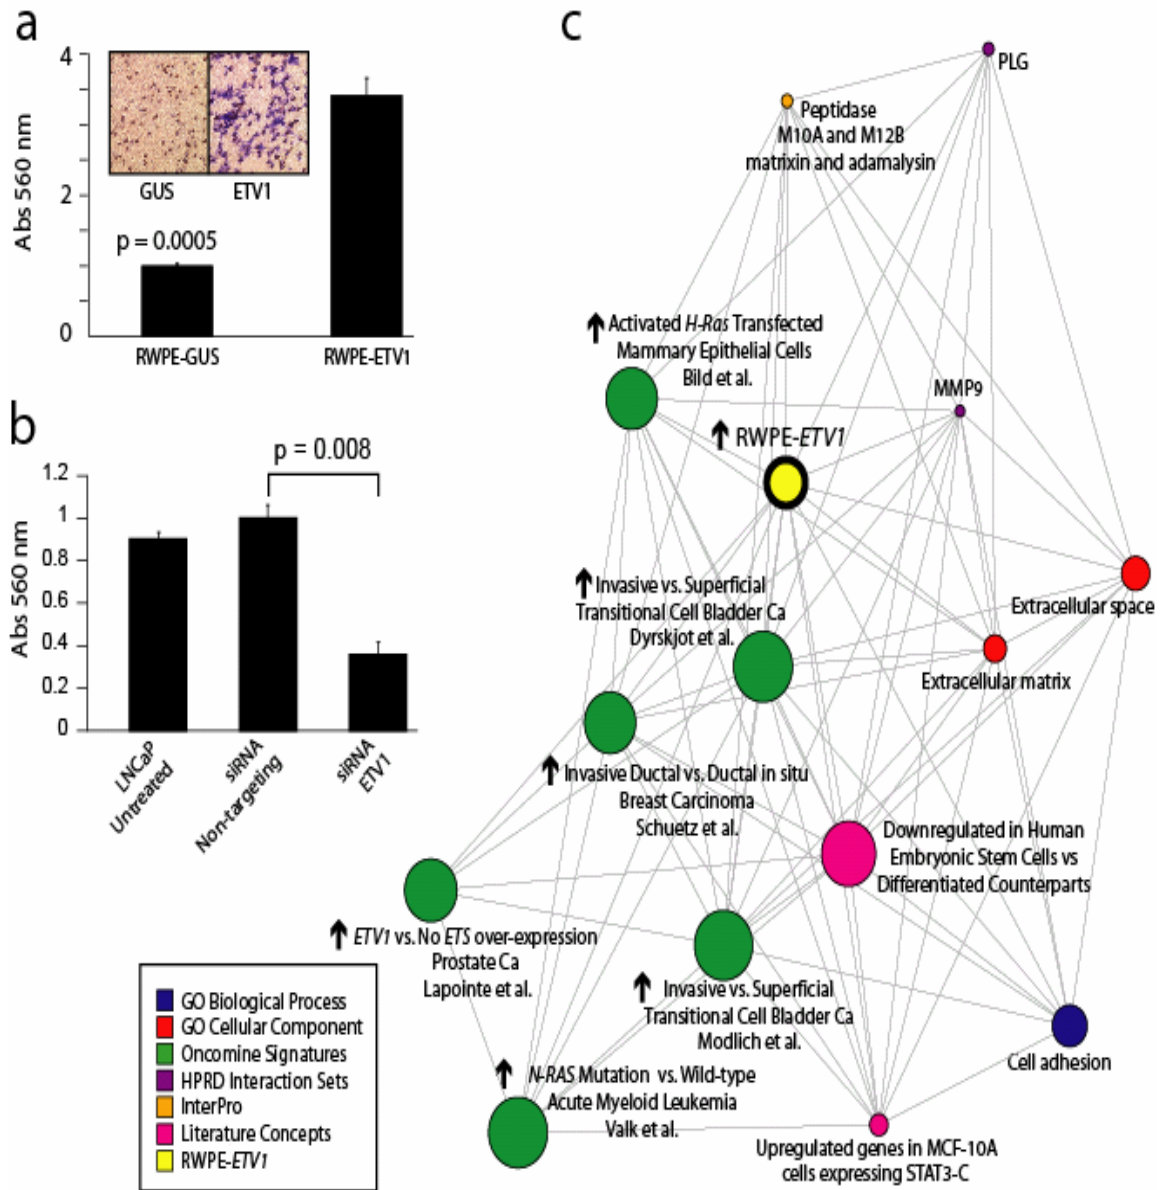 a
4
2
0
Abs 560 nm
GUS
ETV1
p = 0.0005
RWPE-GUS
RWPE-ETV1
b
p = 0.008
1.2
1
0.8
0.6
0.4
0.2
0
Abs 560 nm
LNCaP
Untreated
siRNA
Non-targeting
siRNA
ETV1
c
PLG
Peptidase
M10A and M12B
matrixin and adamalysin
Activated H-Ras Transfected
Mammary Epithelial Cells
Bild et al.
MMP9
RWPE-ETV1
Invasive vs. Superficial
Transitional Cell Bladder Ca
Dyrskjot et al.
Extracellular space
Extracellular matrix
Invasive Ductal vs. Ductal in situ
Breast Carcinoma
Schuetz et al.
Downregulated in Human
Embryonic Stem Cells vs
Differentiated Counterparts
ETV1 vs. No ETS over-expression
Prostate Ca
Lapointe et al.
Invasive vs. Superficial
Transitional Cell Bladder Ca
Modlich et al.
Cell adhesion
N-RAS Mutation vs. Wild-type
Acute Myeloid Leukemia
Valk et al.
Upregulated genes in MCF-10A
cells expressing STAT3-C
GO Biological Process
GO Cellular Component
Oncomine Signatures
HPRD Interaction Sets
InterPro
Literature Concepts
RWPE-ETV1